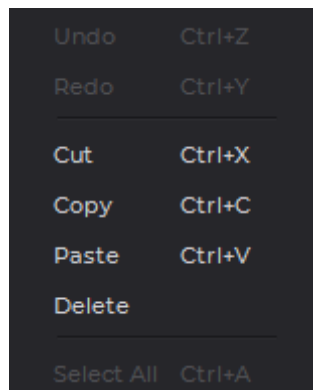 Undo Ctrl+Z
Redo Ctrl+Y
Cut Ctrl+X
Copy Ctrl+C
Paste Ctrl+V
Delete
Select All Ctrl+A